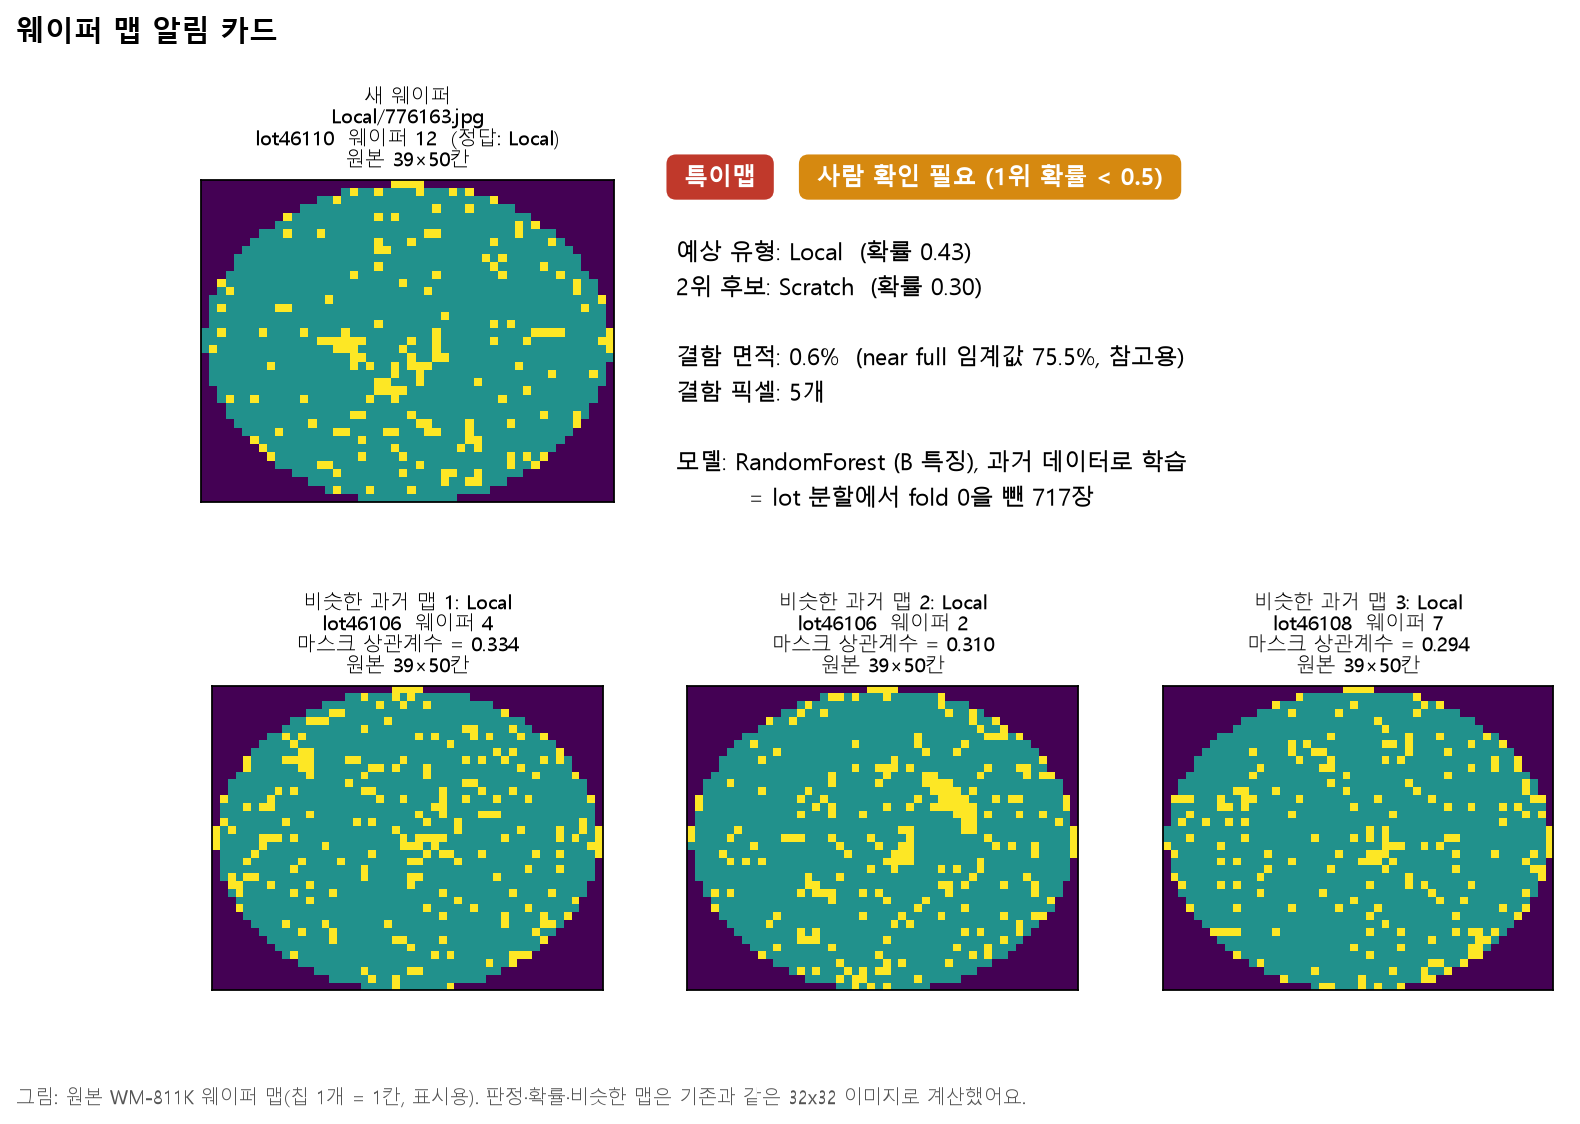 웨이퍼 맵 알림 카드
새 웨이퍼
Local/776163.jpg
lot46110 웨이퍼 12 (정답: Local)
원본 39×50칸
특이맵
사람 확인 필요 (1위 확률 < 0.5)
예상 유형: Local (확률 0.43)
2위 후보: Scratch (확률 0.30)
결함 면적: 0.6% (near full 임계값 75.5%, 참고용)
결함 픽셀: 5개
모델: RandomForest (B 특징), 과거 데이터로 학습
= lot 분할에서 fold 0을 뺀 717장
비슷한 과거 맵 1: Local
lot46106 웨이퍼 4
마스크 상관계수 = 0.334
원본 39×50칸
비슷한 과거 맵 2: Local
lot46106 웨이퍼 2
마스크 상관계수 = 0.310
원본 39×50칸
비슷한 과거 맵 3: Local
lot46108 웨이퍼 7
마스크 상관계수 = 0.294
원본 39×50칸
그림: 원본 WM-811K 웨이퍼 맵(칩 1개 = 1칸, 표시용). 판정·확률·비슷한 맵은 기존과 같은 32x32 이미지로 계산했어요.